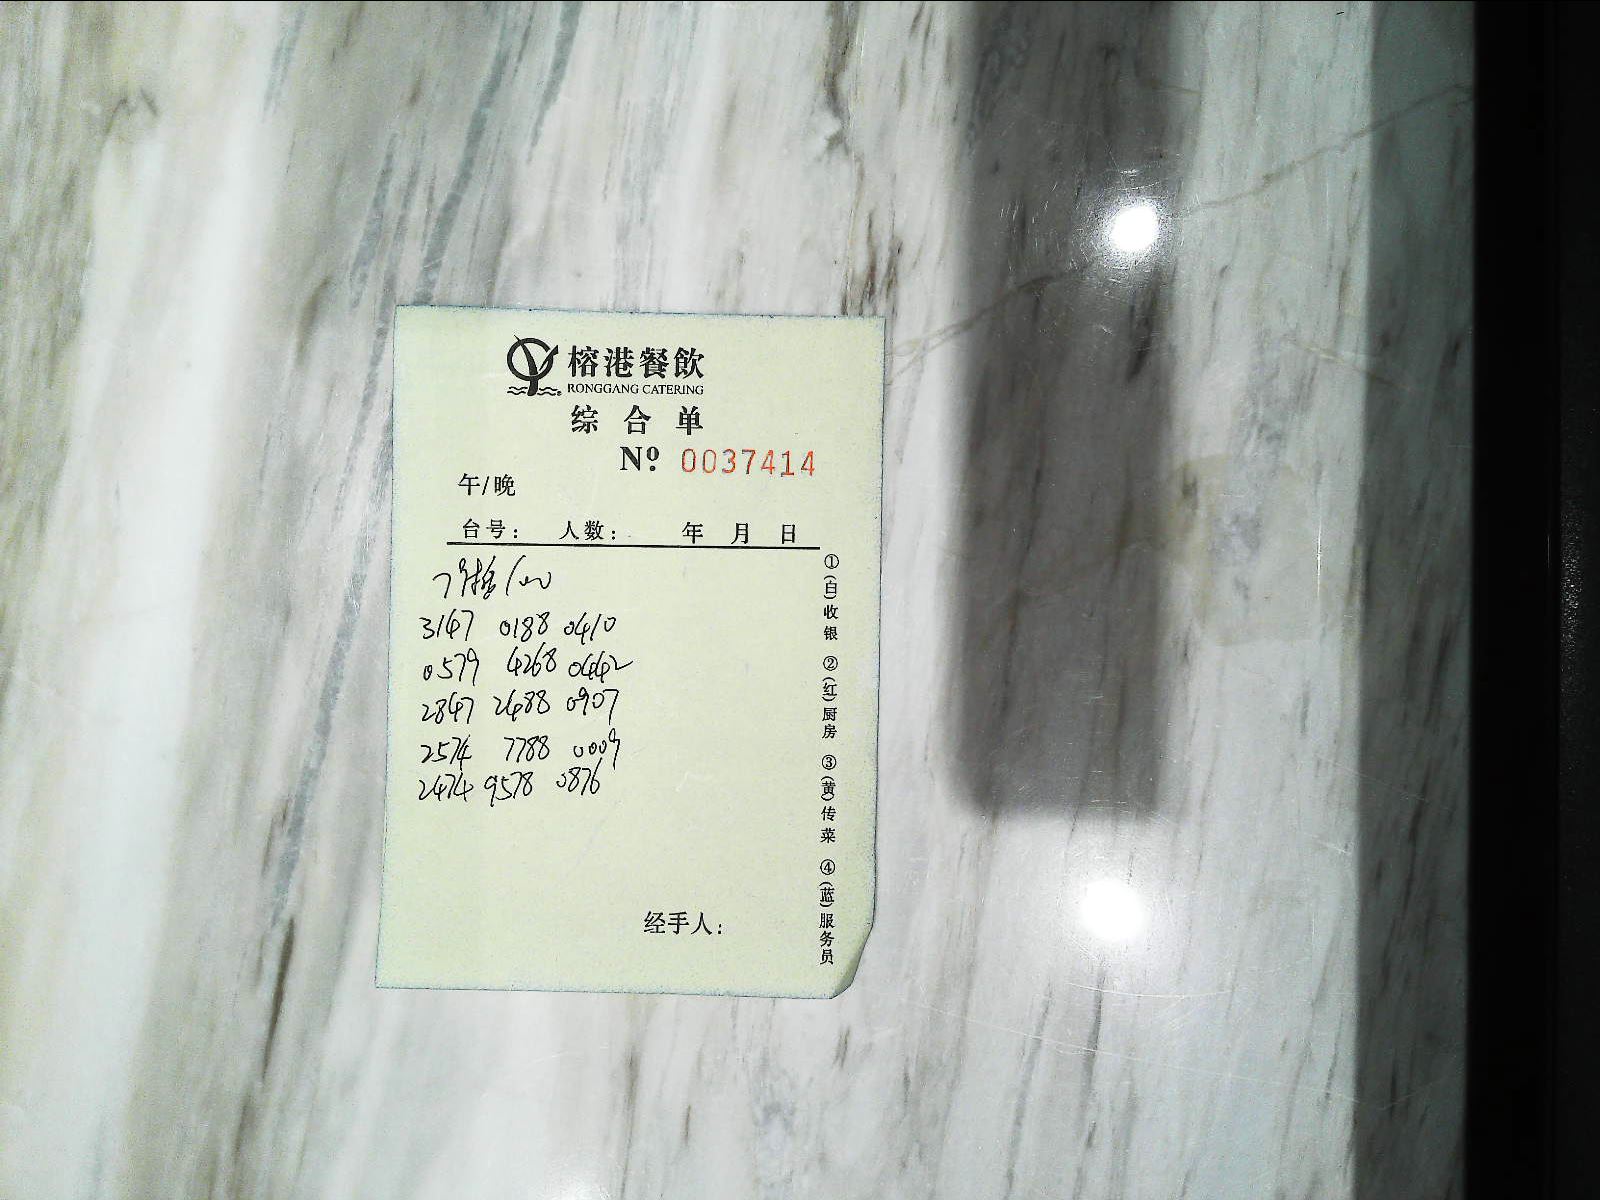 榕港餐飲
RONGGANG CATERING
综合单
Nº 0037414
午/晚
台号： 人数： 年 月 日
3147 0188 0410
0579 4268 0442
2847 2488 0907
2574 7788 0009
2474 9578 0876
经手人：
①(白)收银 ②(红)厨房 ③(黄)传菜 ④(蓝)服务员